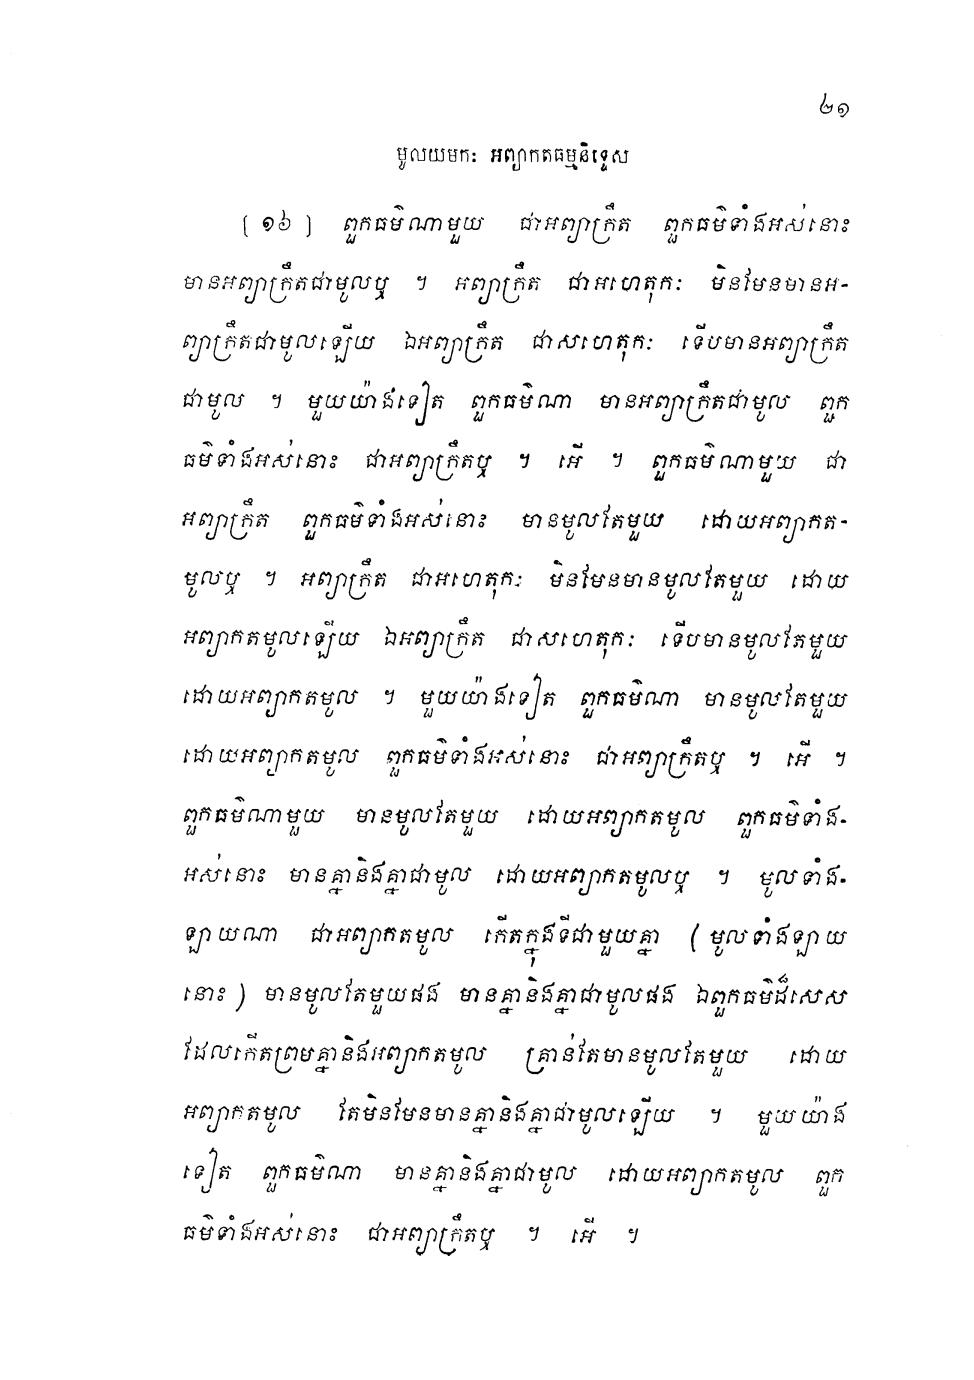 ២១
មូលយមកៈ អព្យាកតធម្មនិទ្ទេស
[ ១៦ ] ពួកធម៌ណាមួយ ជាអព្យាក្រឹត ពួកធម៌ទាំងអស់នោះ
មានអព្យាក្រឹតជាមូលឬ ។ អព្យាក្រឹត ជាអហេតុកៈ មិនមែនមានអ-
ព្យាក្រឹតជាមូលឡើយ ឯអព្យាក្រឹត ជាសហេតុកៈ ទើបមានអព្យាក្រឹត
ជាមូល ។ មួយយ៉ាងទៀត ពួកធម៌ណា មានអព្យាក្រឹតជាមូល ពួក
ធម៌ទាំងអស់នោះ ជាអព្យាក្រឹតឬ ។ អើ ។ ពួកធម៌ណាមួយ ជា
អព្យាក្រឹត ពួកធម៌ទាំងអស់នោះ មានមូលតែមួយ ដោយអព្យាកត-
មូលឬ ។ អព្យាក្រឹត ជាអហេតុកៈ មិនមែនមានមូលតែមួយ ដោយ
អព្យាកតមូលឡើយ ឯអព្យាក្រឹត ជាសហេតុកៈ ទើបមានមូលតែមួយ
ដោយអព្យាកតមូល ។ មួយយ៉ាងទៀត ពួកធម៌ណា មានមូលតែមួយ
ដោយអព្យាកតមូល ពួកធម៌ទាំងអស់នោះ ជាអព្យាក្រឹតឬ ។ អើ ។
ពួកធម៌ណាមួយ មានមូលតែមួយ ដោយអព្យាកតមូល ពួកធម៌ទាំង-
អស់នោះ មានគ្នានិងគ្នាជាមូល ដោយអព្យាកតមូលឬ ។ មូលទាំង-
ឡាយណា ជាអព្យាកតមូល កើតក្នុងទីជាមួយគ្នា ( មូលទាំងឡាយ
នោះ ) មានមូលតែមួយផង មានគ្នានិងគ្នាជាមូលផង ឯពួកធម៌ដ៏សេស
ដែលកើតព្រមគ្នានិងអព្យាកតមូល គ្រាន់តែមានមូលតែមួយ ដោយ
អព្យាកតមូល តែមិនមែនមានគ្នានិងគ្នាជាមូលឡើយ ។ មួយយ៉ាង
ទៀត ពួកធម៌ណា មានគ្នានិងគ្នាជាមូល ដោយអព្យាកតមូល ពួក
ធម៌ទាំងអស់នោះ ជាអព្យាក្រឹតឬ ។ អើ ។